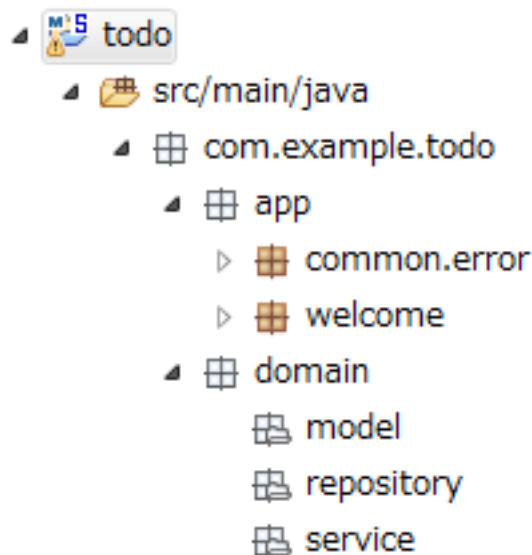 todo
src/main/java
com.example.todo
app
common.error
welcome
domain
model
repository
service